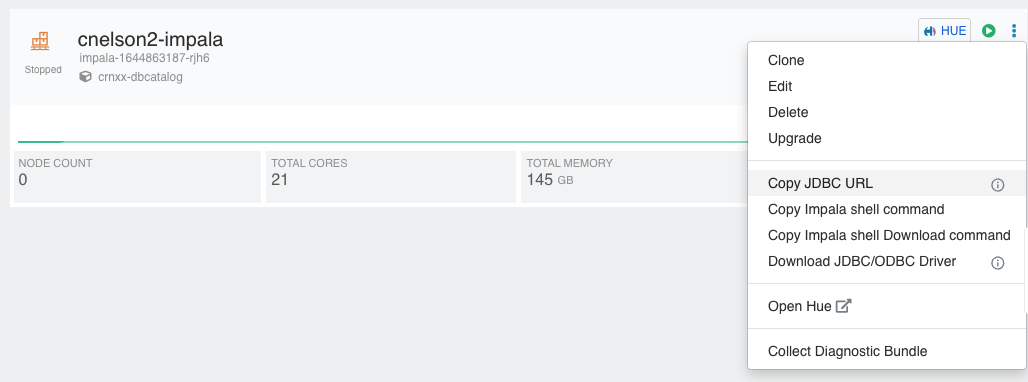 cnelson2-impala
impala-1644863187-rjh6
Stopped
crnxx-dbcatalog
HUE
NODE COUNT
0
TOTAL CORES
21
TOTAL MEMORY
145 GB
Clone
Edit
Delete
Upgrade
Copy JDBC URL
Copy Impala shell command
Copy Impala shell Download command
Download JDBC/ODBC Driver
Open Hue
Collect Diagnostic Bundle